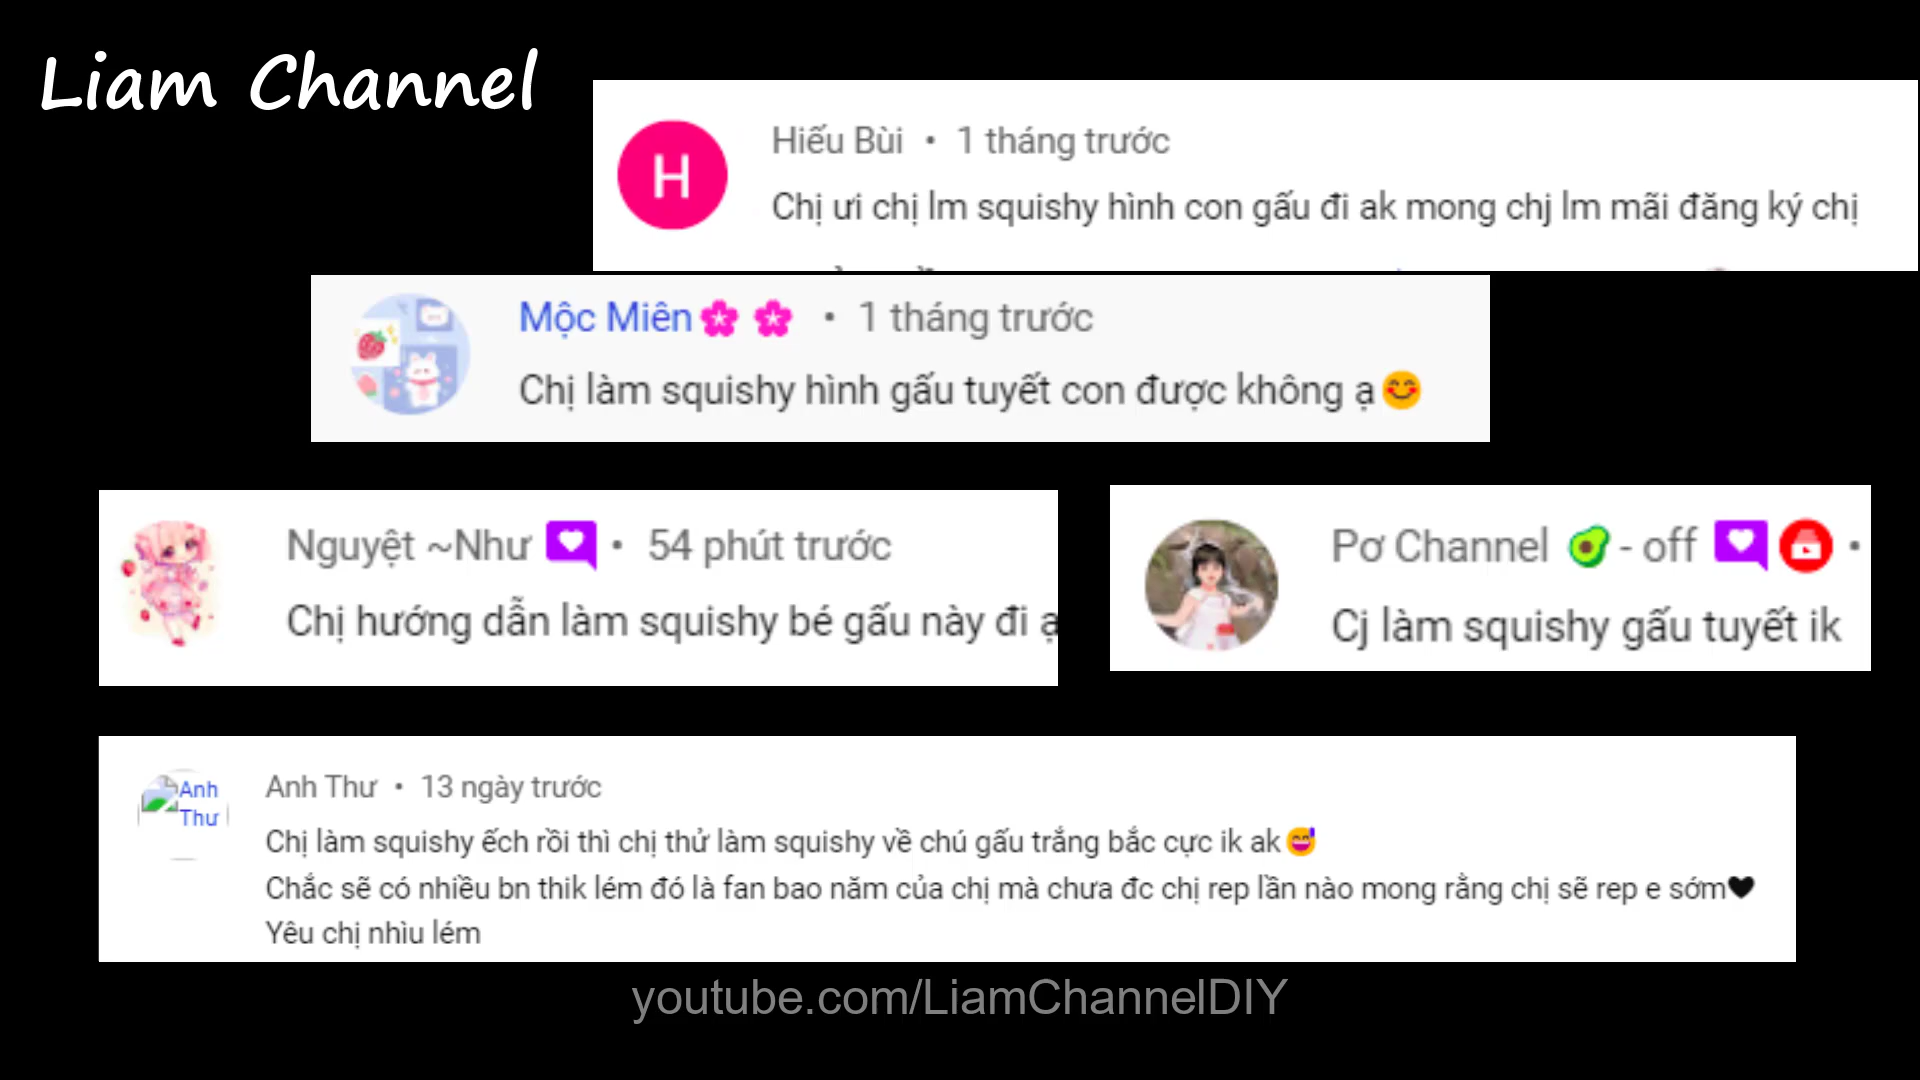 Liam Channel
H
Hiếu Bùi • 1 tháng trước
Chị ưi chị lm squishy hình con gấu đi ak mong chj lm mãi đăng ký chị
Mộc Miên🌸 🌸 • 1 tháng trước
Chị làm squishy hình gấu tuyết con được không ạ😊
Nguyệt ~Như • 54 phút trước
Chị hướng dẫn làm squishy bé gấu này đi ạ
Pơ Channel 🥑 - off •
Cj làm squishy gấu tuyết ik
Anh Thư
Anh Thư • 13 ngày trước
Chị làm squishy ếch rồi thì chị thử làm squishy về chú gấu trắng bắc cực ik ak😅
Chắc sẽ có nhiều bn thik lém đó là fan bao năm của chị mà chưa đc chị rep lần nào mong rằng chị sẽ rep e sớm🖤
Yêu chị nhìu lém
youtube.com/LiamChannelDIY